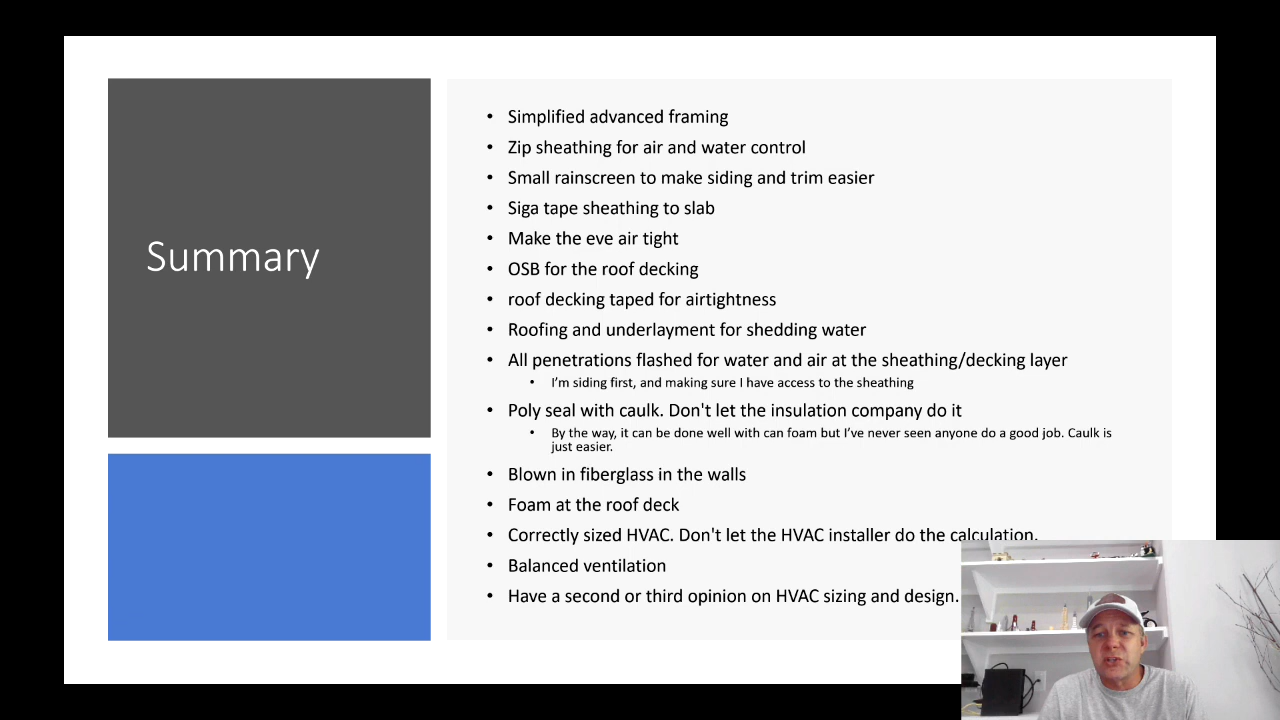 Summary
• Simplified advanced framing
• Zip sheathing for air and water control
• Small rainscreen to make siding and trim easier
• Siga tape sheathing to slab
• Make the eve air tight
• OSB for the roof decking
• roof decking taped for airtightness
• Roofing and underlayment for shedding water
• All penetrations flashed for water and air at the sheathing/decking layer
• I’m siding first, and making sure I have access to the sheathing
• Poly seal with caulk. Don't let the insulation company do it
• By the way, it can be done well with can foam but I’ve never seen anyone do a good job. Caulk is
just easier.
• Blown in fiberglass in the walls
• Foam at the roof deck
• Correctly sized HVAC. Don't let the HVAC installer do the calculation.
• Balanced ventilation
• Have a second or third opinion on HVAC sizing and design.